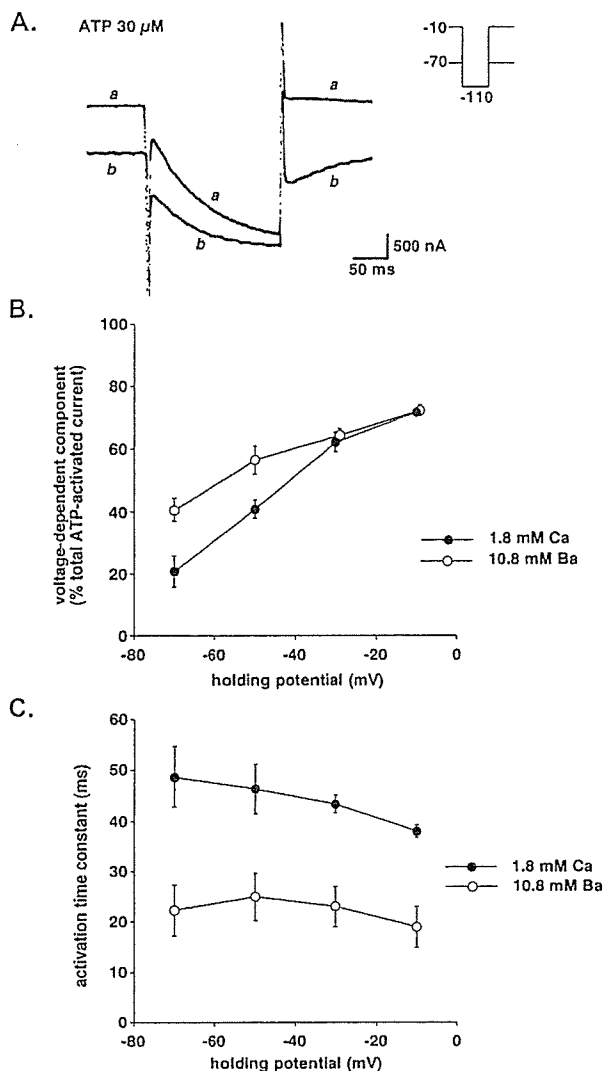 A.
ATP 30 µM
a
b
a
b
a
b
-10
-70
-110
500 nA
50 ms
B.
voltage-dependent component
(% total ATP-activated current)
100
80
60
40
20
0
-80
-60
-40
-20
0
holding potential (mV)
1.8 mM Ca
10.8 mM Ba
C.
activation time constant (ms)
60
50
40
30
20
10
0
-80
-60
-40
-20
0
holding potential (mV)
1.8 mM Ca
10.8 mM Ba